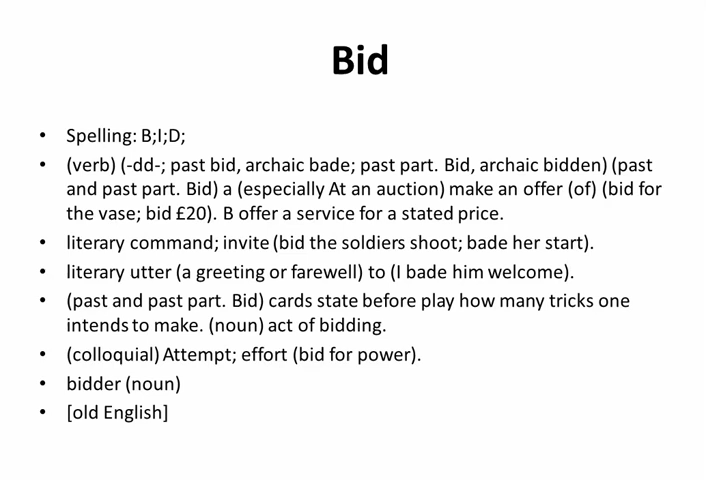 Bid
• Spelling: B;I;D;
• (verb) (-dd-; past bid, archaic bade; past part. Bid, archaic bidden) (past
and past part. Bid) a (especially At an auction) make an offer (of) (bid for
the vase; bid £20). B offer a service for a stated price.
• literary command; invite (bid the soldiers shoot; bade her start).
• literary utter (a greeting or farewell) to (I bade him welcome).
• (past and past part. Bid) cards state before play how many tricks one
intends to make. (noun) act of bidding.
• (colloquial) Attempt; effort (bid for power).
• bidder (noun)
• [old English]